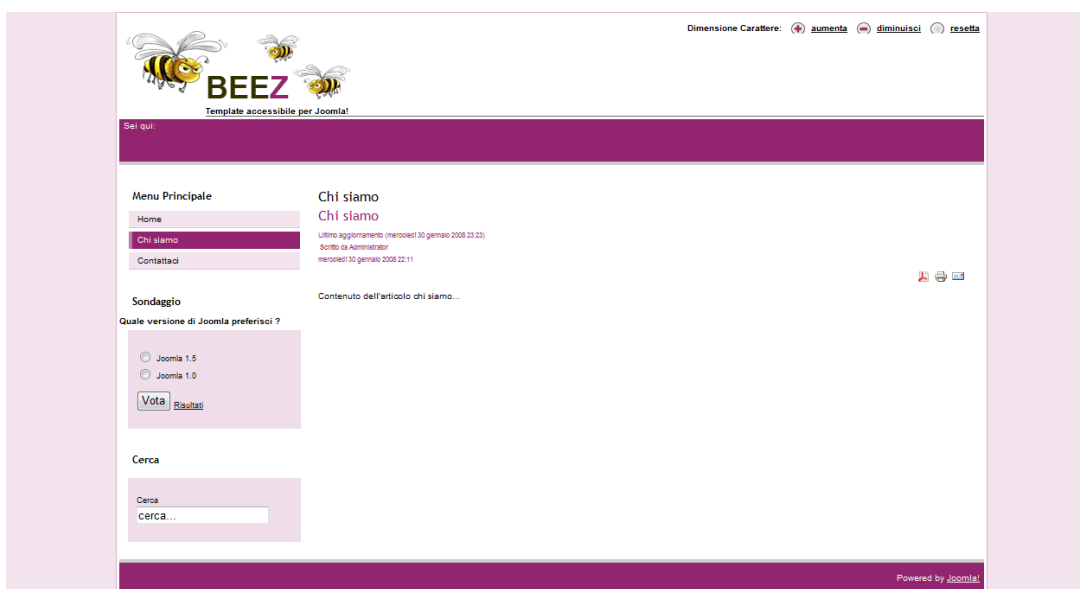 Dimensione Carattere: aumenta diminuisci resetta
BEEZ
Template accessibile per Joomla!
Sei qui:
Menu Principale
Home
Chi siamo
Contattaci
Sondaggio
Quale versione di Joomla preferisci ?
Joomla 1.5
Joomla 1.0
Vota Risultati
Cerca
Cerca
cerca...
Chi siamo
Chi siamo
Ultimo aggiornamento (mercoledì 30 gennaio 2008 23:23)
Scritto da Administrator
mercoledì 30 gennaio 2008 22:11
Contenuto dell'articolo chi siamo...
Powered by Joomla!